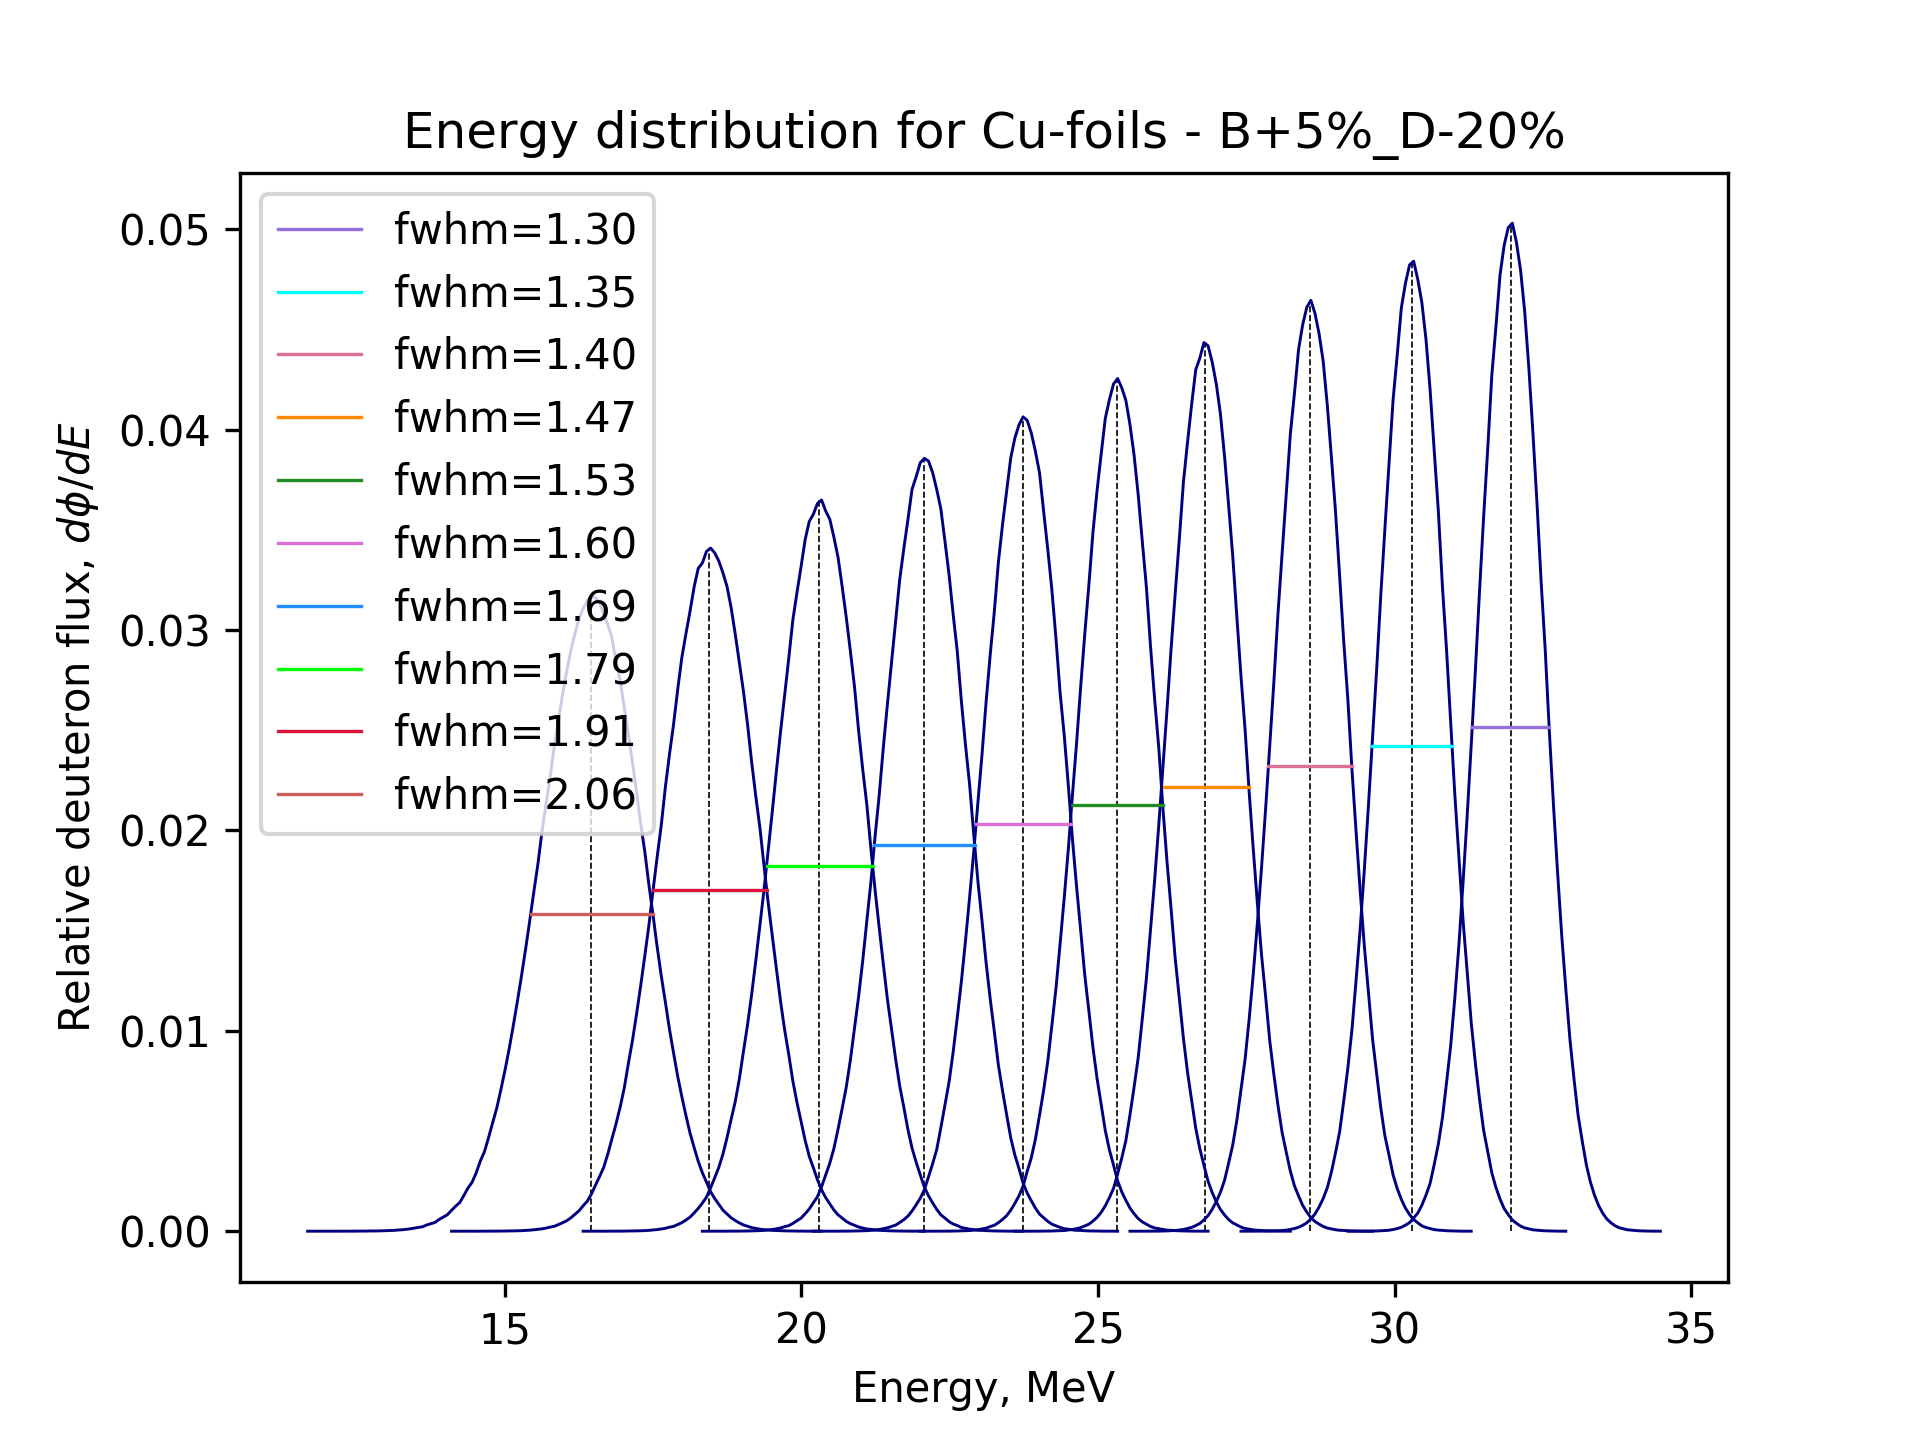 Energy distribution for Cu-foils - B+5%_D-20%
fwhm=1.30
fwhm=1.35
fwhm=1.40
fwhm=1.47
fwhm=1.53
fwhm=1.60
fwhm=1.69
fwhm=1.79
fwhm=1.91
fwhm=2.06
0.05
0.04
0.03
0.02
0.01
0.00
Relative deuteron flux, dϕ/dE
15 20 25 30 35
Energy, MeV